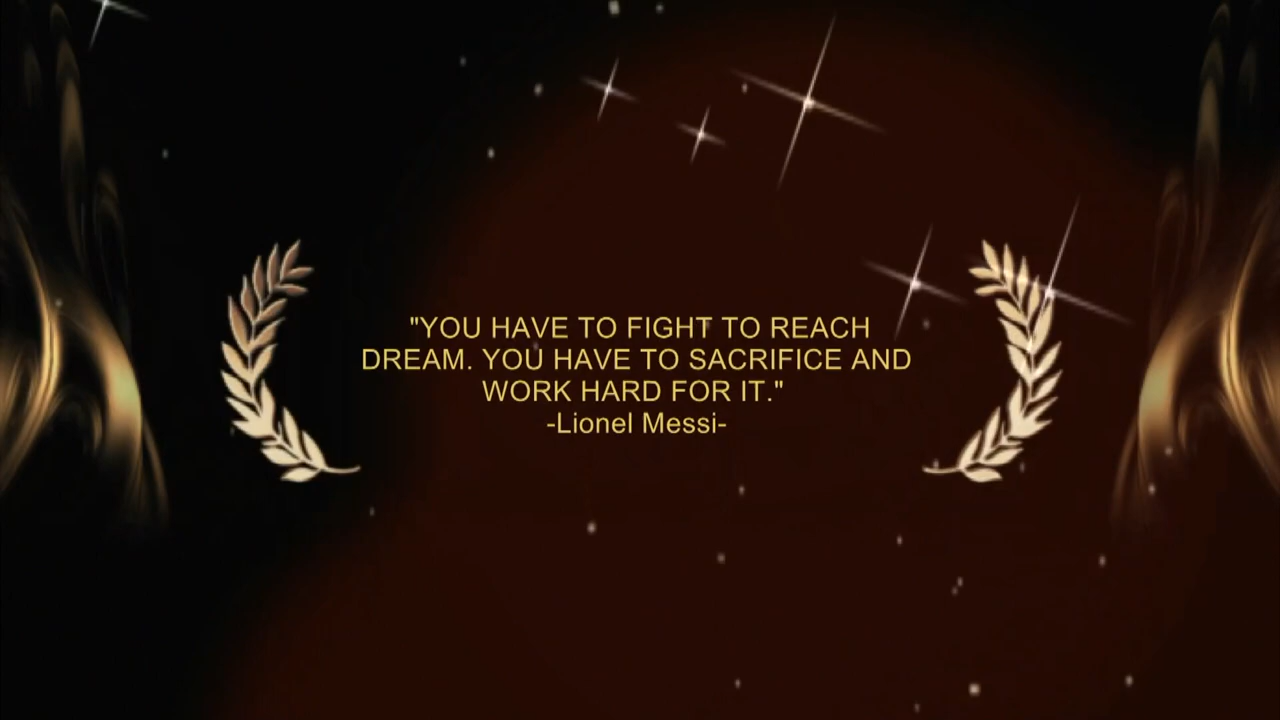 "YOU HAVE TO FIGHT TO REACH
DREAM. YOU HAVE TO SACRIFICE AND
WORK HARD FOR IT."
-Lionel Messi-